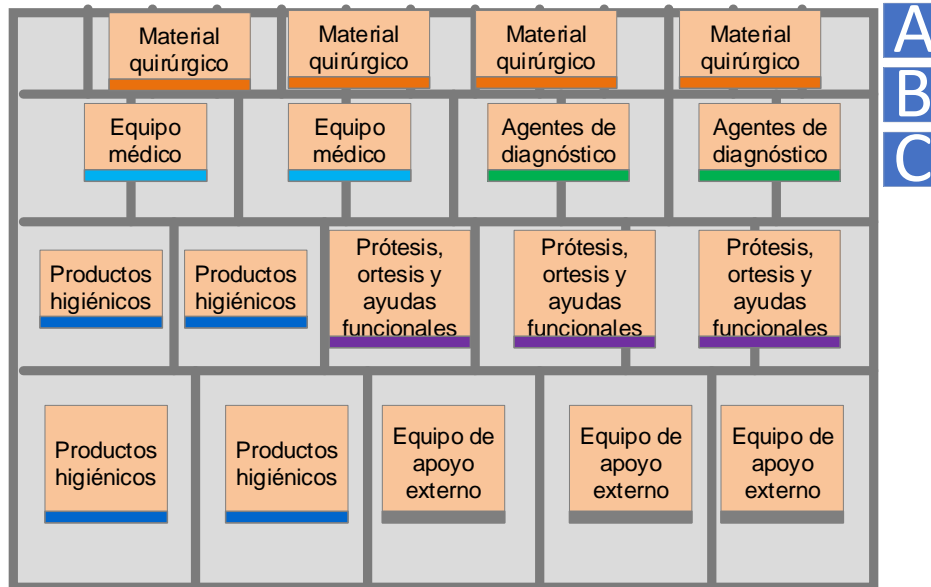 Material
quirúrgico
Material
quirúrgico
Material
quirúrgico
Material
quirúrgico
A
B
C
Equipo
médico
Equipo
médico
Agentes de
diagnóstico
Agentes de
diagnóstico
Productos
higiénicos
Productos
higiénicos
Prótesis,
ortesis y
ayudas
funcionales
Prótesis,
ortesis y
ayudas
funcionales
Prótesis,
ortesis y
ayudas
funcionales
Productos
higiénicos
Productos
higiénicos
Equipo de
apoyo
externo
Equipo de
apoyo
externo
Equipo de
apoyo
externo